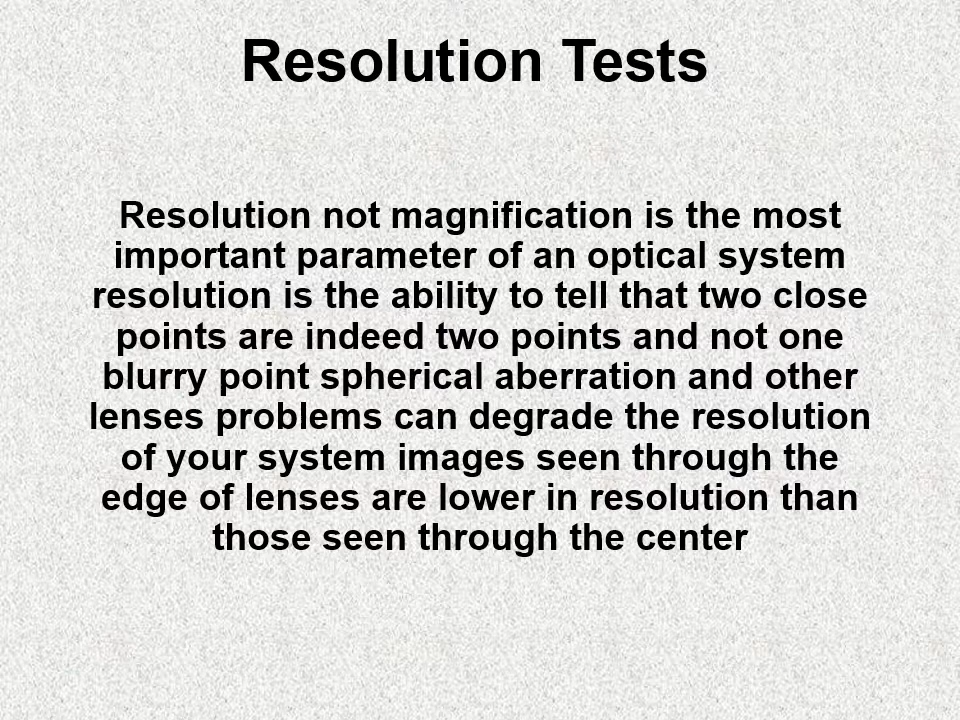 Resolution Tests
Resolution not magnification is the most
important parameter of an optical system
resolution is the ability to tell that two close
points are indeed two points and not one
blurry point spherical aberration and other
lenses problems can degrade the resolution
of your system images seen through the
edge of lenses are lower in resolution than
those seen through the center